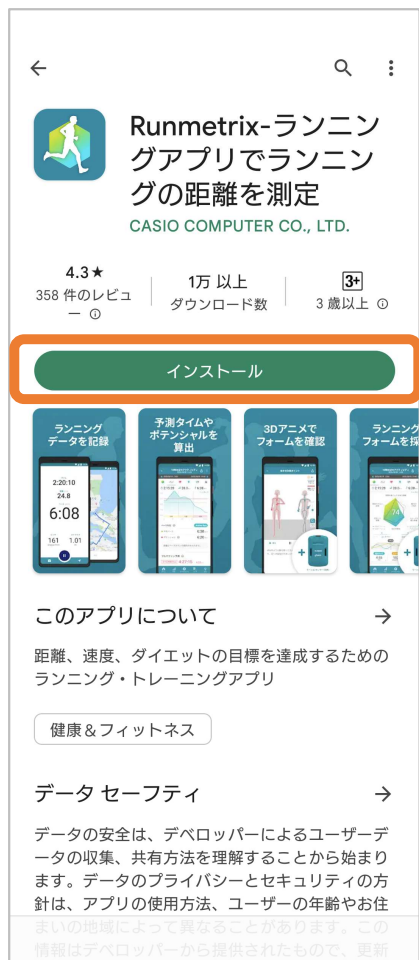 Runmetrix-ランニン
グアプリでランニン
グの距離を測定
CASIO COMPUTER CO., LTD.
4.3★
358 件のレビュ
ー
1万 以上
ダウンロード数
3+
3 歳以上
インストール
ランニング
データを記録
2:20:10
24.8
6:08
161 1.01
予測タイムや
ポテンシャルを
算出
3Dアニメで
フォームを確認
ランニング
フォームを採
74
このアプリについて
距離、速度、ダイエットの目標を達成するための
ランニング・トレーニングアプリ
健康＆フィットネス
データ セーフティ
データの安全は、デベロッパーによるユーザーデ
ータの収集、共有方法を理解することから始まり
ます。データのプライバシーとセキュリティの方
針は、アプリの使用方法、ユーザーの年齢やお住
まいの地域によって異なることがあります。この
情報はデベロッパーから提供されたもので、更新